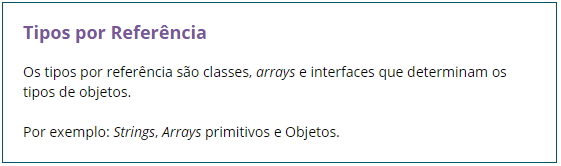 Tipos por Referência
Os tipos por referência são classes, arrays e interfaces que determinam os
tipos de objetos.
Por exemplo: Strings, Arrays primitivos e Objetos.